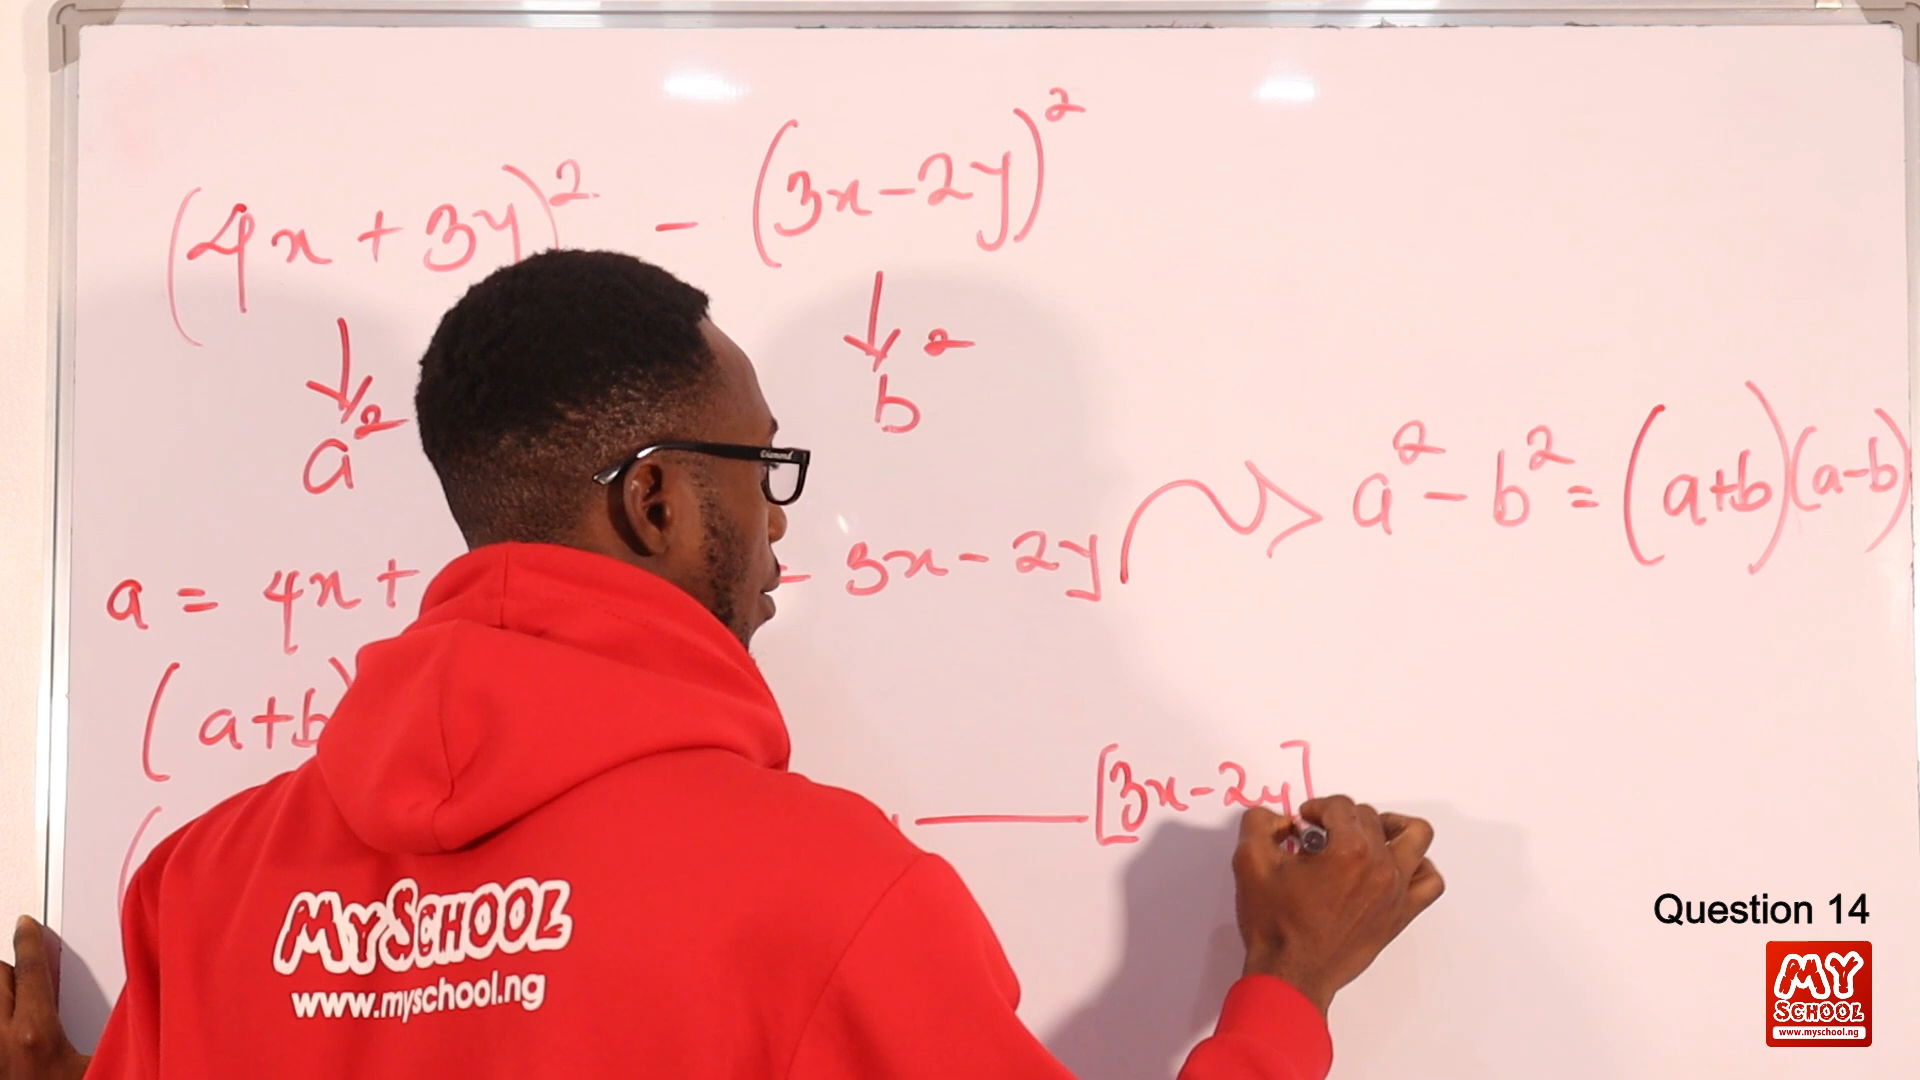 (4x + 3y)² - (3x - 2y)²
a² b²
a² - b² = (a+b)(a-b)
a = 4x + = 3x - 2y
(a+b)
[3x - 2y]
Diamond
MYSCHOOL
www.myschool.ng
Question 14
MY
SCHOOL
www.myschool.ng